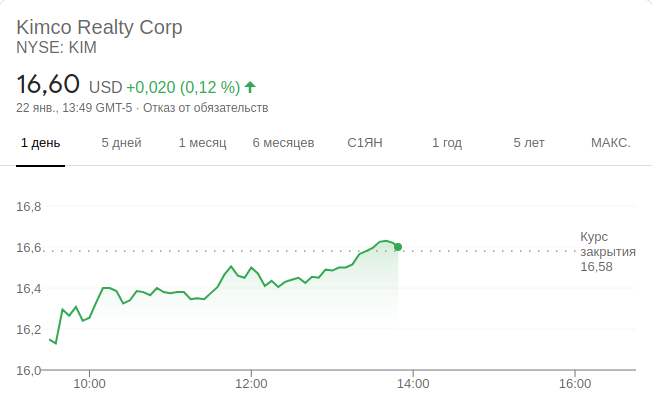 Kimco Realty Corp
NYSE: KIM
16,60 USD +0,020 (0,12 %)
22 янв., 13:49 GMT-5 · Отказ от обязательств
1 день 5 дней 1 месяц 6 месяцев С1ЯН 1 год 5 лет МАКС.
16,8
16,6
16,4
16,2
16,0
Курс
закрытия
16,58
10:00 12:00 14:00 16:00